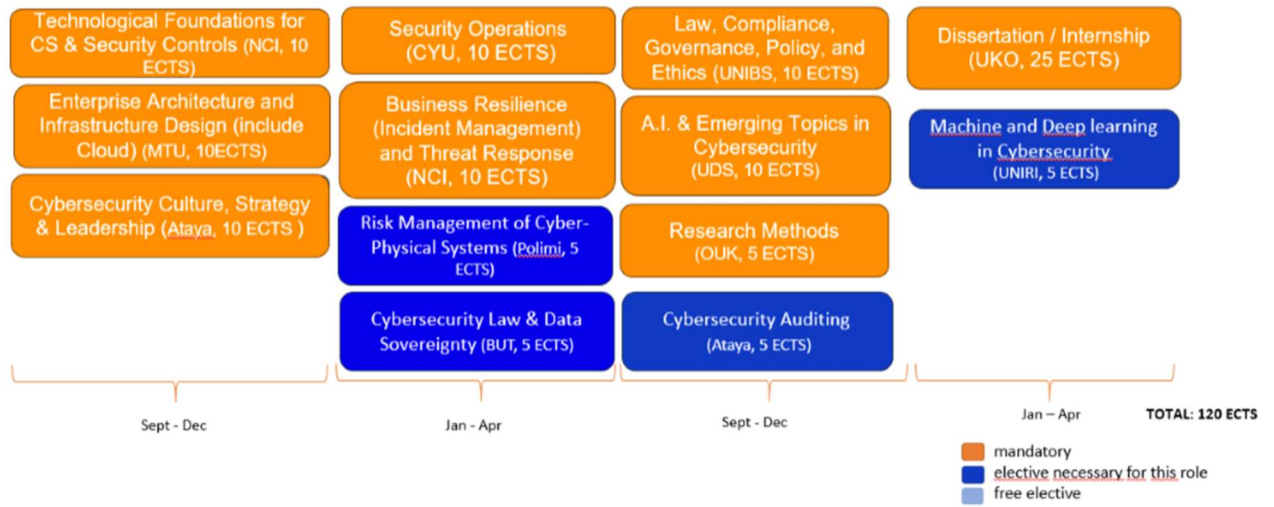 Technological Foundations for
CS & Security Controls (NCI, 10
ECTS)
Enterprise Architecture and
Infrastructure Design (include
Cloud) (MTU, 10ECTS)
Cybersecurity Culture, Strategy
& Leadership (Ataya, 10 ECTS )
Sept - Dec
Security Operations
(CYU, 10 ECTS)
Business Resilience
(Incident Management)
and Threat Response
(NCI, 10 ECTS)
Risk Management of Cyber-
Physical Systems (Polimi, 5
ECTS)
Cybersecurity Law & Data
Sovereignty (BUT, 5 ECTS)
Jan - Apr
Law, Compliance,
Governance, Policy, and
Ethics (UNIBS, 10 ECTS)
A.I. & Emerging Topics in
Cybersecurity
(UDS, 10 ECTS)
Research Methods
(OUK, 5 ECTS)
Cybersecurity Auditing
(Ataya, 5 ECTS)
Sept - Dec
Dissertation / Internship
(UKO, 25 ECTS)
Machine and Deep learning
in Cybersecurity
(UNIRI, 5 ECTS)
Jan – Apr
TOTAL: 120 ECTS
mandatory
elective necessary for this role
free elective